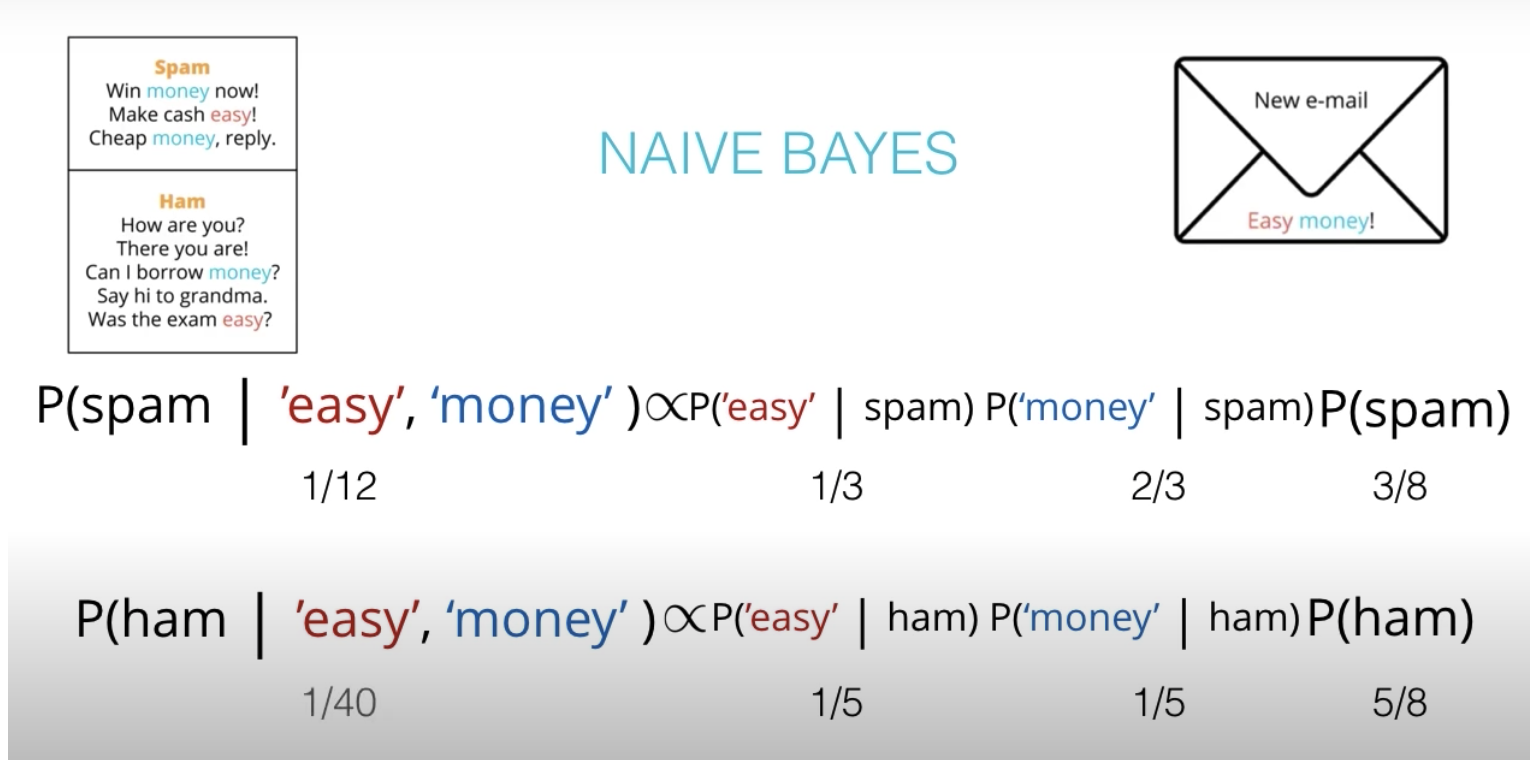 Spam
Win money now!
Make cash easy!
Cheap money, reply.
Ham
How are you?
There you are!
Can I borrow money?
Say hi to grandma.
Was the exam easy?
NAIVE BAYES
New e-mail
Easy money!
P(spam | ’easy’, ‘money’ )∝P(’easy’ | spam) P(‘money’ | spam)P(spam)
1/12 1/3 2/3 3/8
P(ham | ’easy’, ‘money’ )∝P(’easy’ | ham) P(‘money’ | ham)P(ham)
1/40 1/5 1/5 5/8